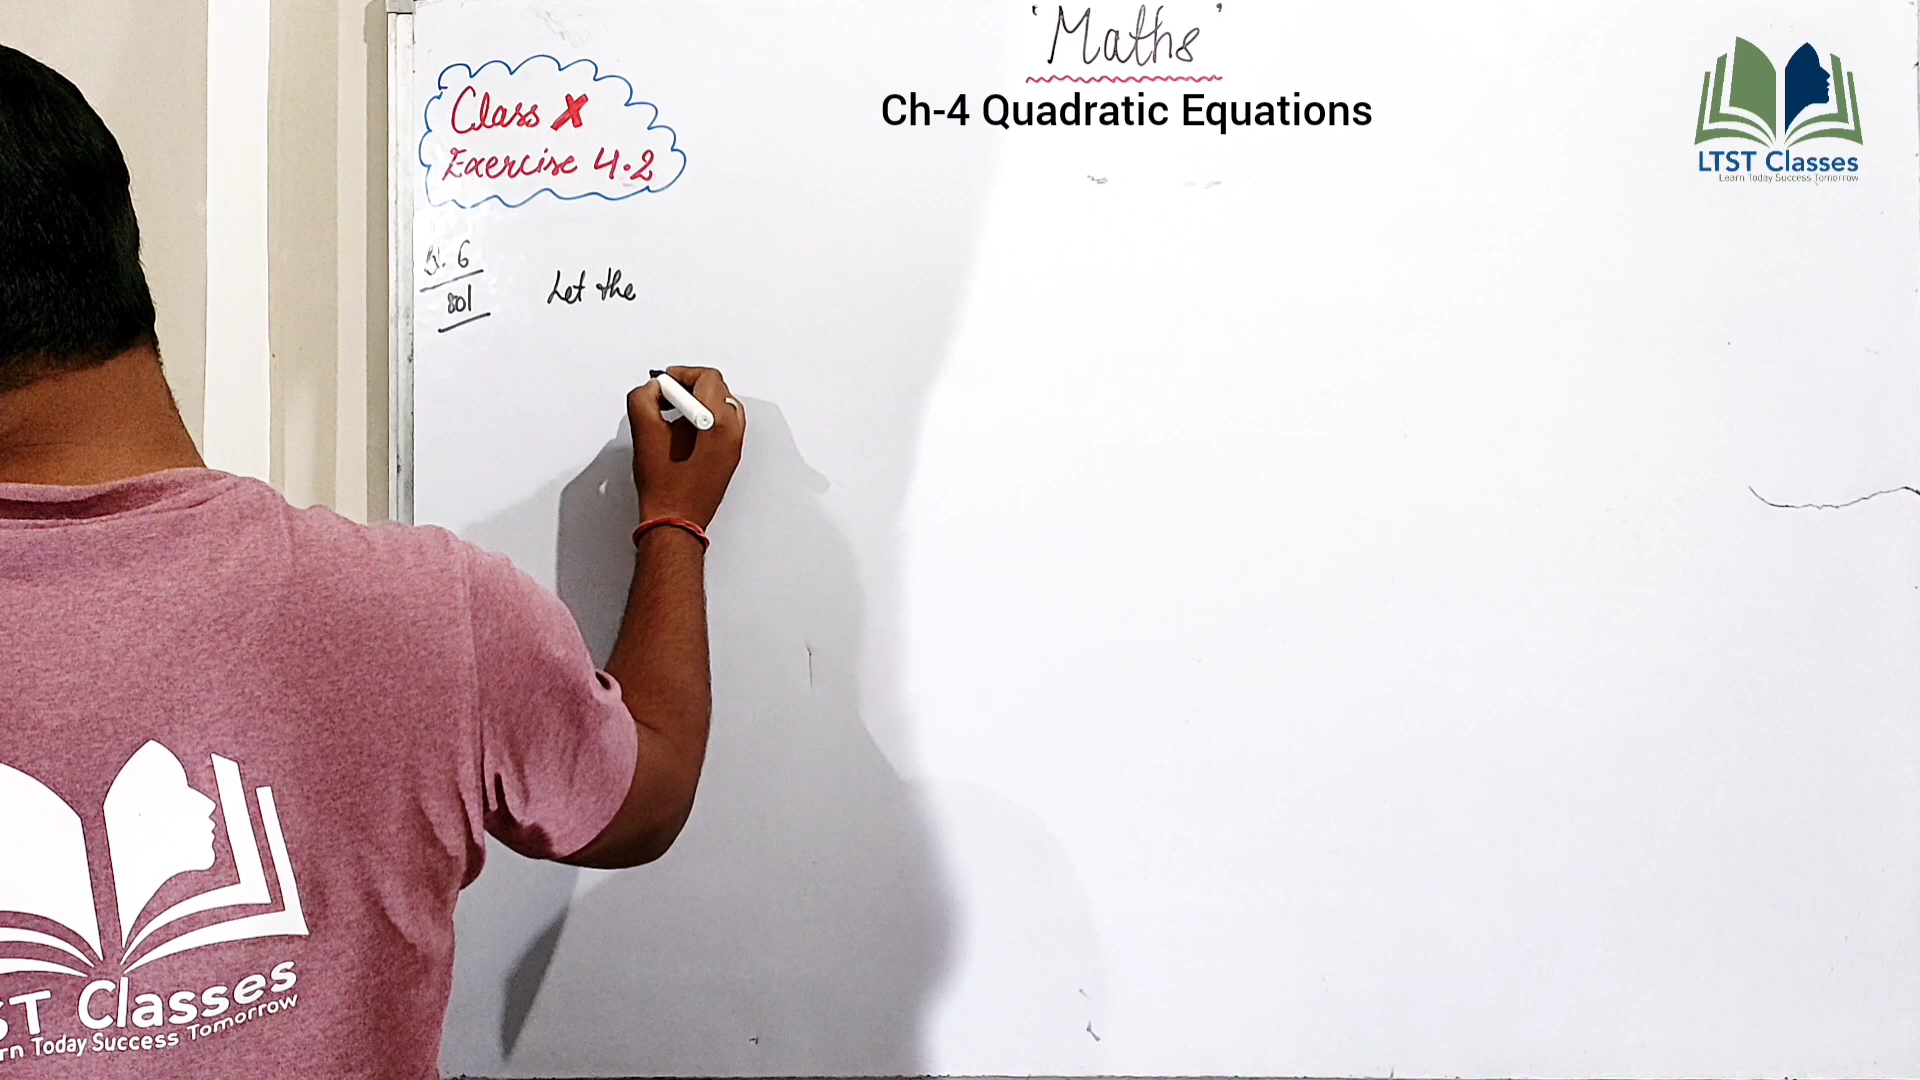 'Maths'
Ch-4 Quadratic Equations
Class X
Exercise 4.2
LTST Classes
Learn Today Success Tomorrow
Q. 6
sol
Let the
ST Classes
rn Today Success Tomorrow